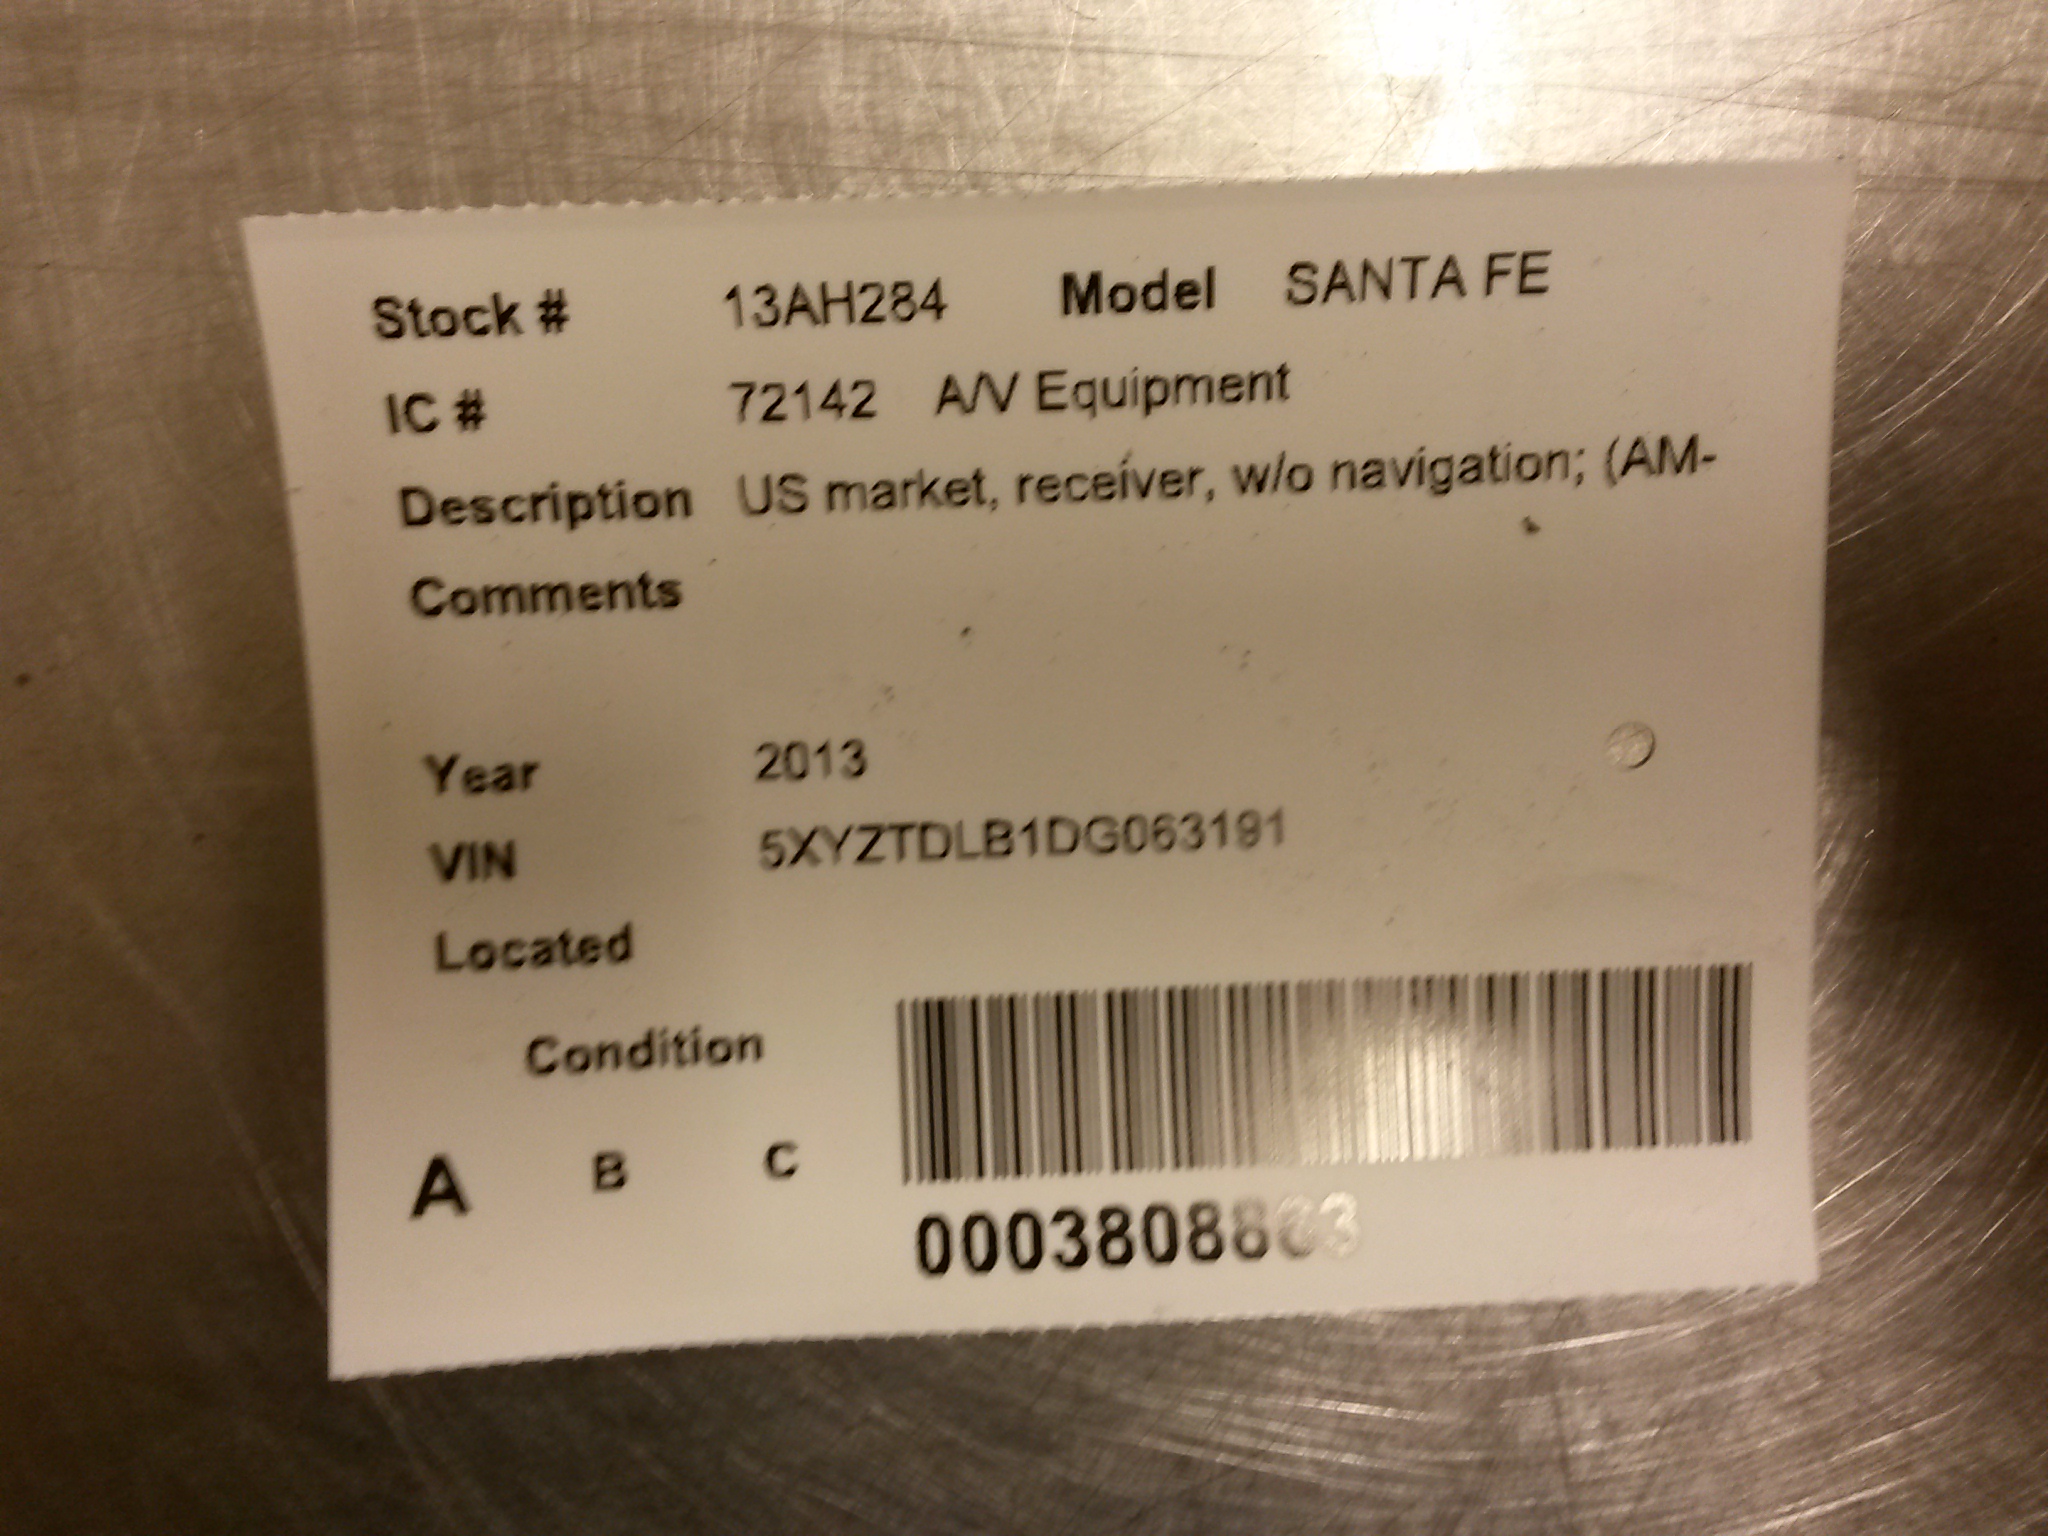 Stock # 13AH284 Model SANTA FE
IC # 72142 A/V Equipment
Description US market, receiver, w/o navigation; (AM-
Comments
Year 2013
VIN 5XYZTDLB1DG063191
Located
Condition
A B C